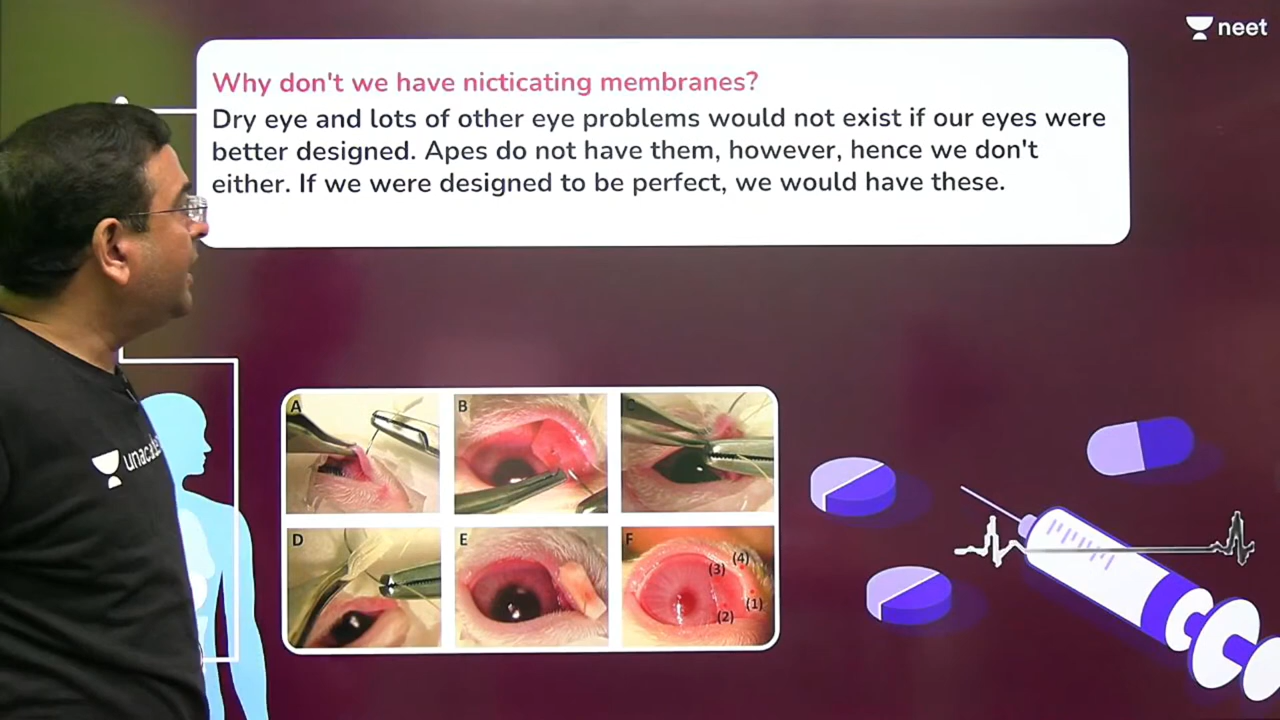 neet
Why don't we have nicticating membranes?
Dry eye and lots of other eye problems would not exist if our eyes were
better designed. Apes do not have them, however, hence we don't
either. If we were designed to be perfect, we would have these.
A
B
C
unaca
D
E
F
(4)
(3)
(1)
(2)